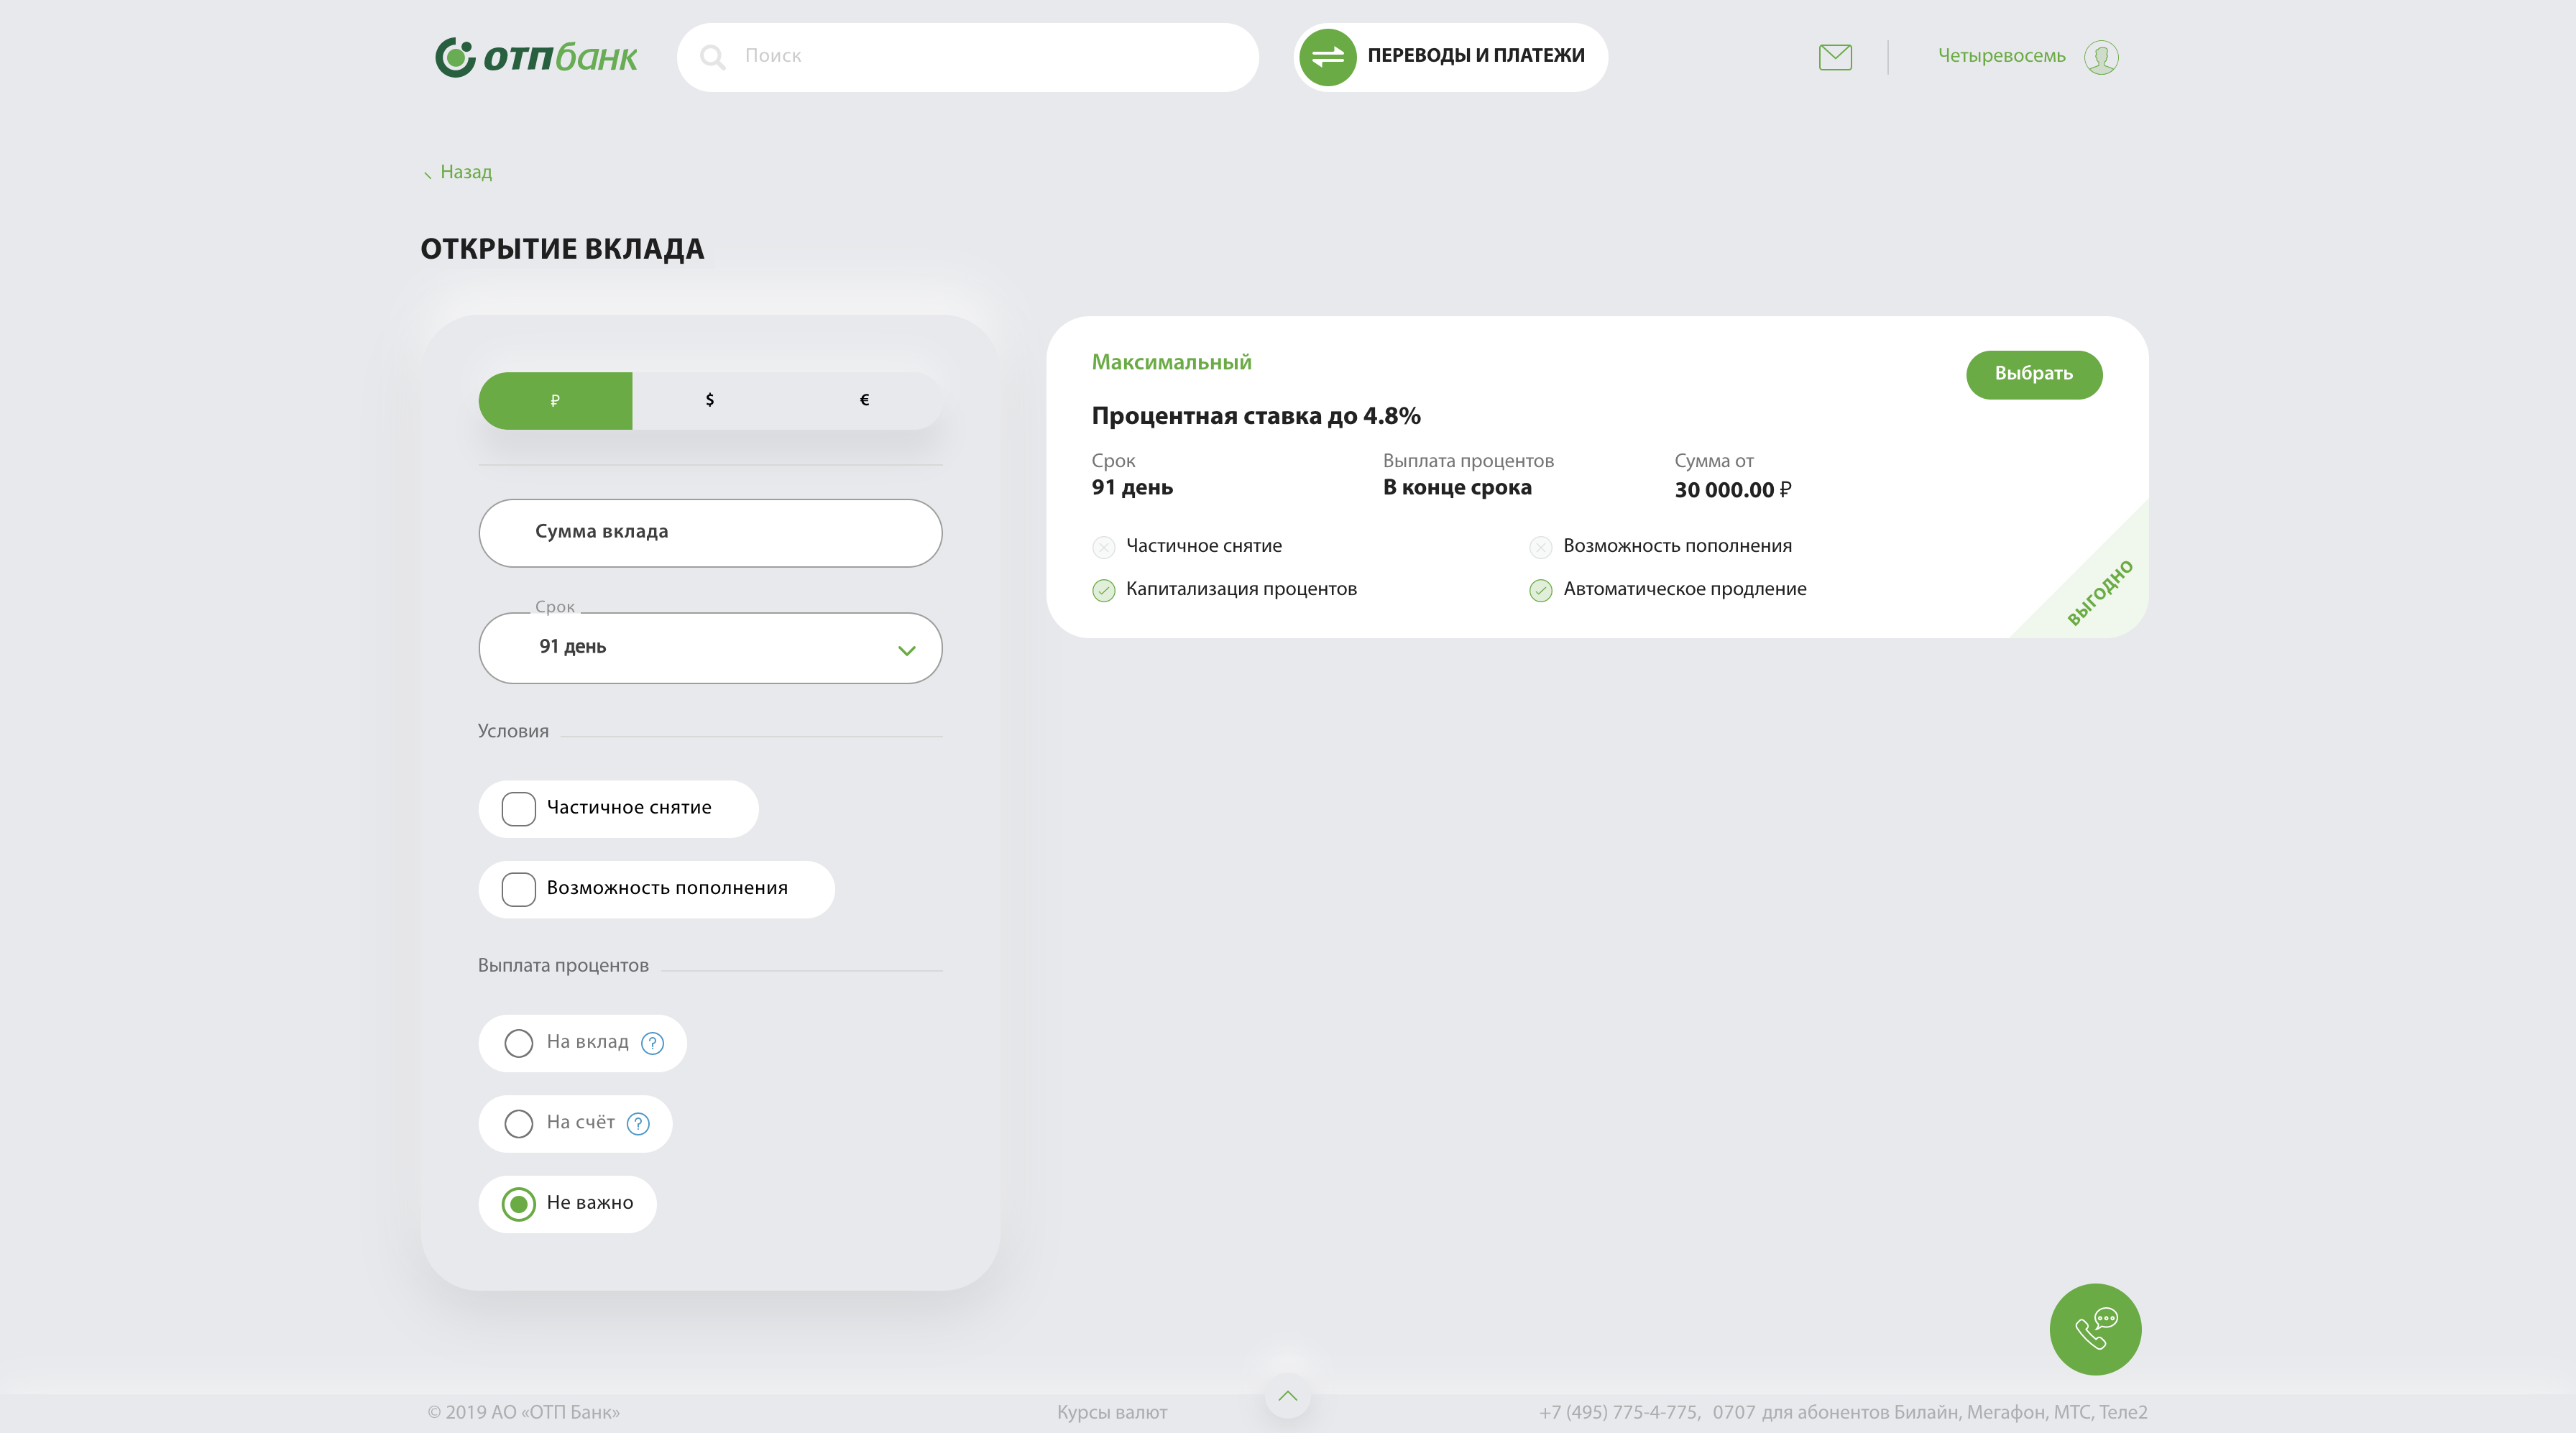 отпбанк
Поиск
ПЕРЕВОДЫ И ПЛАТЕЖИ
Четыревосемь
Назад
ОТКРЫТИЕ ВКЛАДА
₽ $ €
Сумма вклада
Срок
91 день
Условия
Частичное снятие
Возможность пополнения
Выплата процентов
На вклад ?
На счёт ?
Не важно
Максимальный
Выбрать
Процентная ставка до 4.8%
Срок
91 день
Выплата процентов
В конце срока
Сумма от
30 000.00 ₽
Частичное снятие
Возможность пополнения
Капитализация процентов
Автоматическое продление
ВЫГОДНО
© 2019 АО «ОТП Банк»
Курсы валют
+7 (495) 775-4-775, 0707 для абонентов Билайн, Мегафон, МТС, Теле2